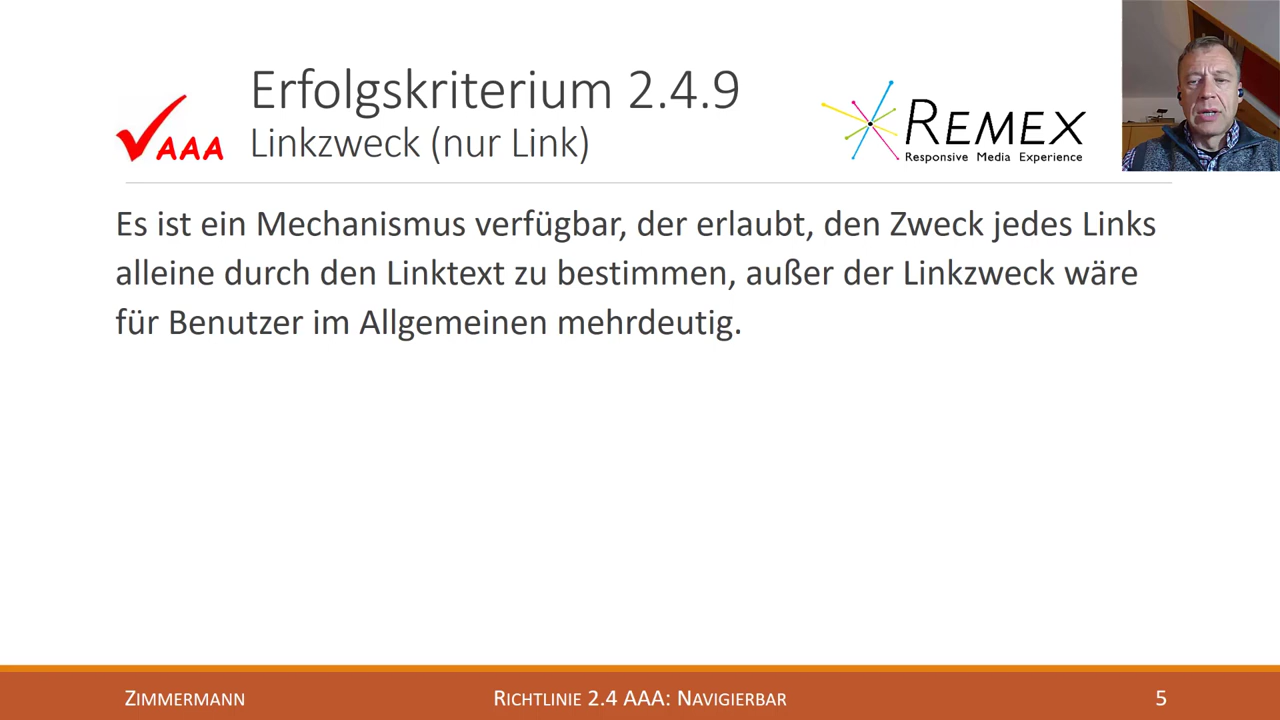 Erfolgskriterium 2.4.9
AAA
Linkzweck (nur Link)
REMEX
Responsive Media Experience
Es ist ein Mechanismus verfügbar, der erlaubt, den Zweck jedes Links
alleine durch den Linktext zu bestimmen, außer der Linkzweck wäre
für Benutzer im Allgemeinen mehrdeutig.
ZIMMERMANN
RICHTLINIE 2.4 AAA: NAVIGIERBAR
5